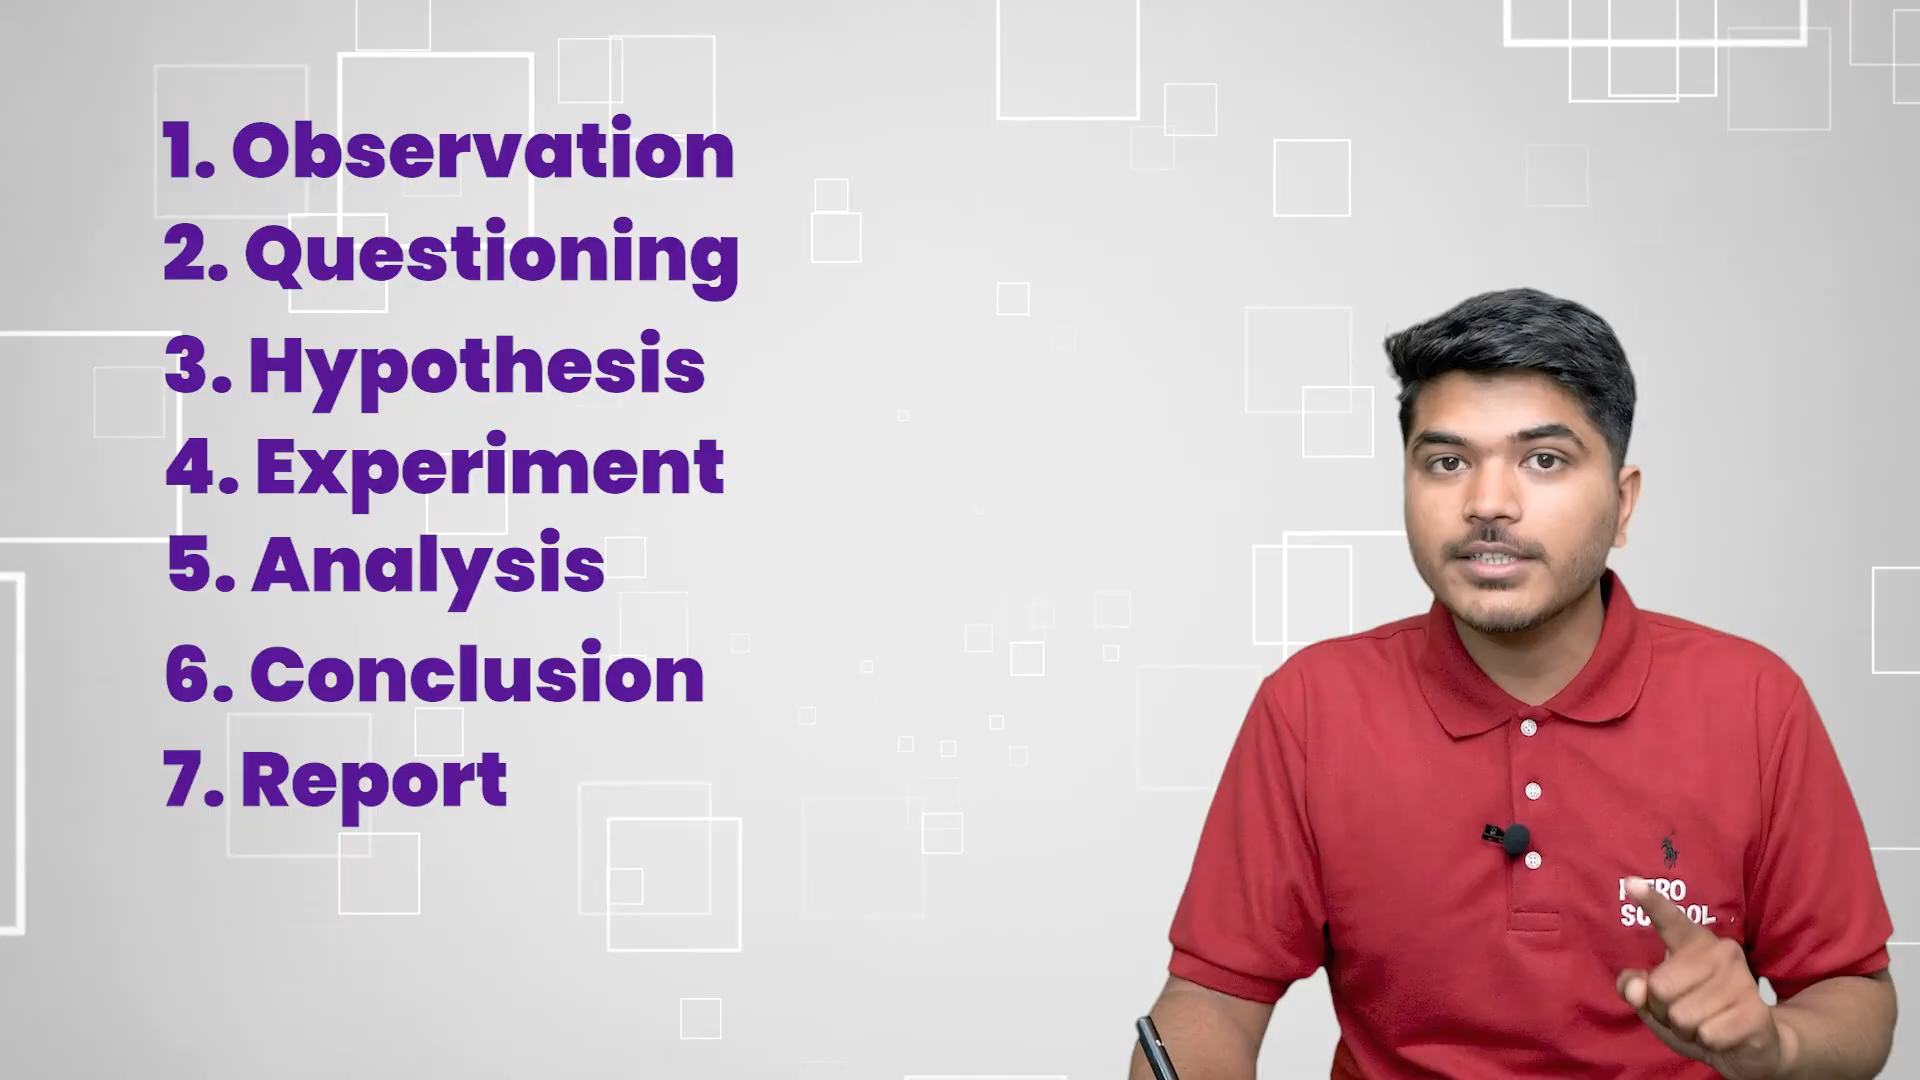 1. Observation
2. Questioning
3. Hypothesis
4. Experiment
5. Analysis
6. Conclusion
7. Report